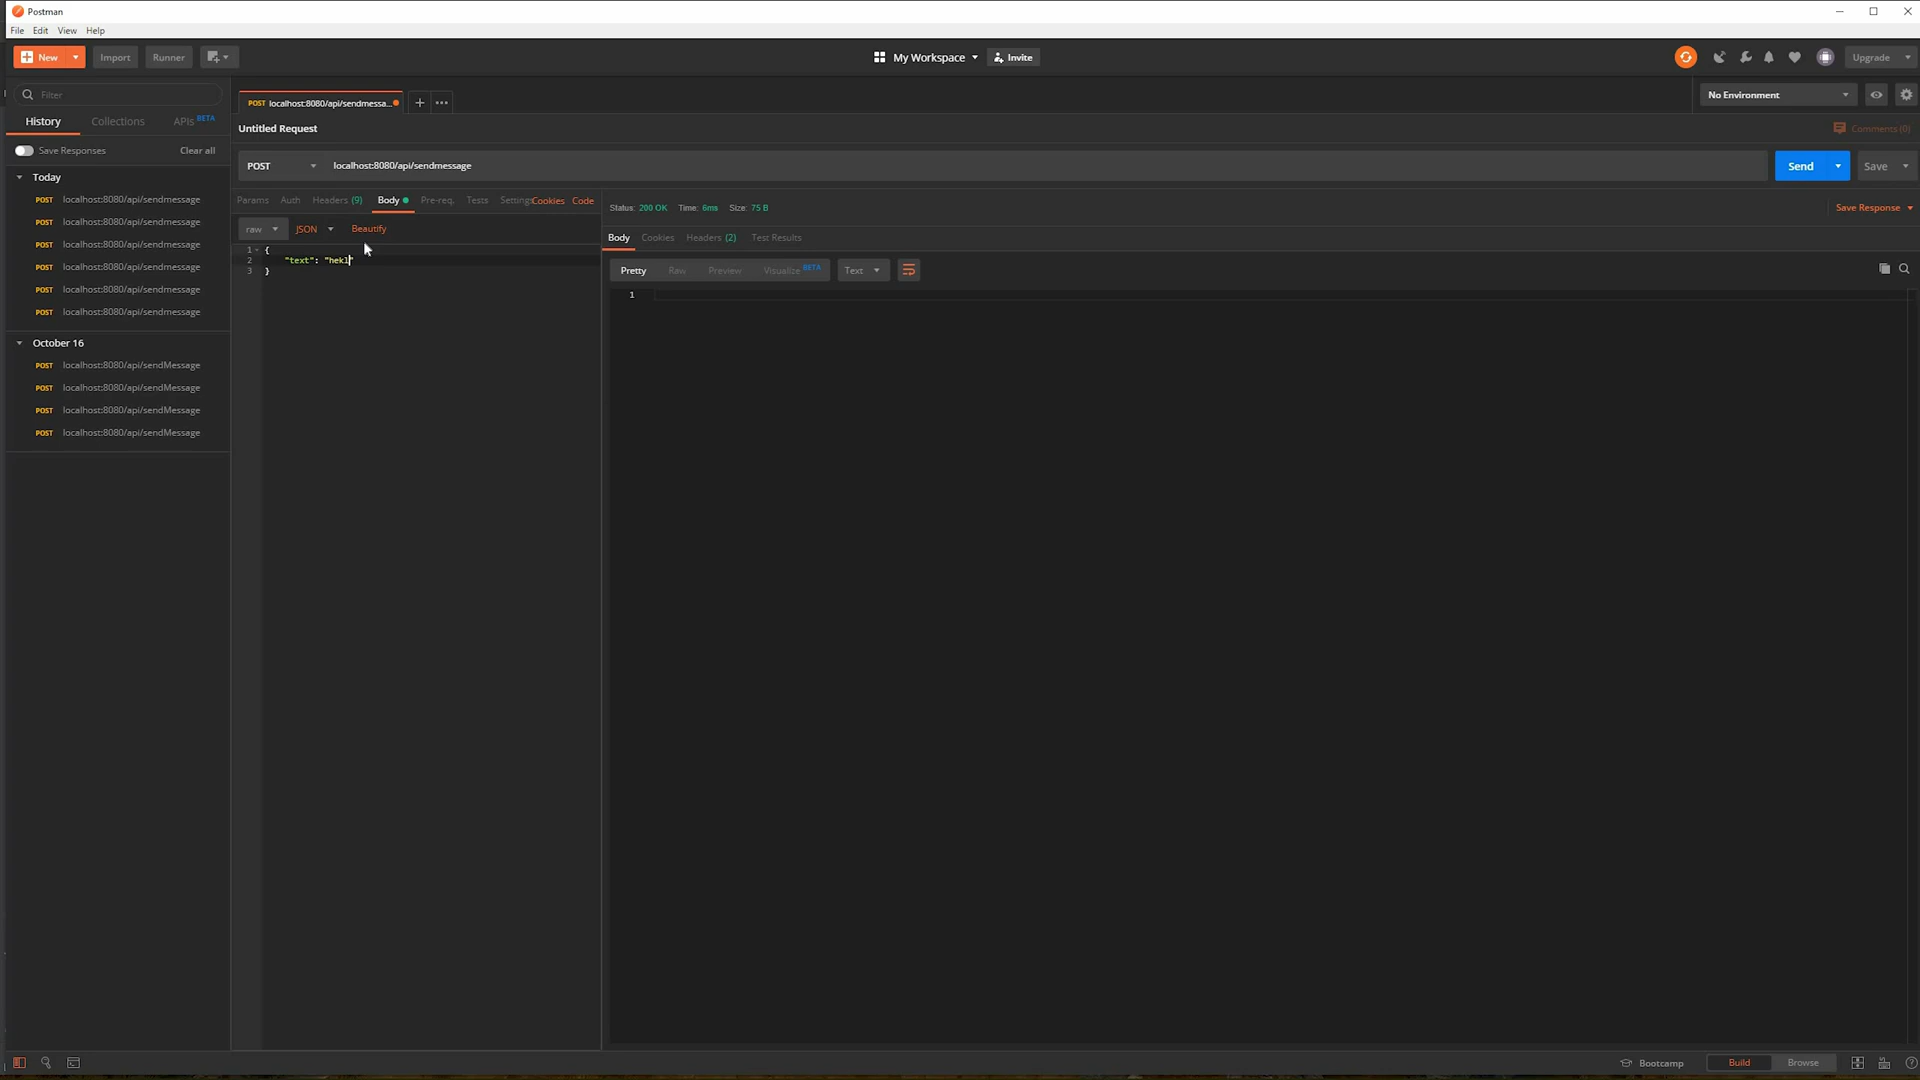 Postman
File Edit View Help
New Import Runner My Workspace Invite Upgrade
Filter
History Collections APIs BETA
Save Responses Clear all
Today
POST localhost:8080/api/sendmessage
POST localhost:8080/api/sendmessage
POST localhost:8080/api/sendmessage
POST localhost:8080/api/sendmessage
POST localhost:8080/api/sendmessage
POST localhost:8080/api/sendmessage
October 16
POST localhost:8080/api/sendMessage
POST localhost:8080/api/sendMessage
POST localhost:8080/api/sendMessage
POST localhost:8080/api/sendMessage
POST localhost:8080/api/sendmessa...
No Environment
Untitled Request
Comments (0)
POST localhost:8080/api/sendmessage Send Save
Params Auth Headers (9) Body Pre-req. Tests Settings Cookies Code
raw JSON Beautify
1 {
2 "text": "hekl"
3 }
Status: 200 OK Time: 6ms Size: 75 B Save Response
Body Cookies Headers (2) Test Results
Pretty Raw Preview Visualize BETA Text
1
Bootcamp Build Browse